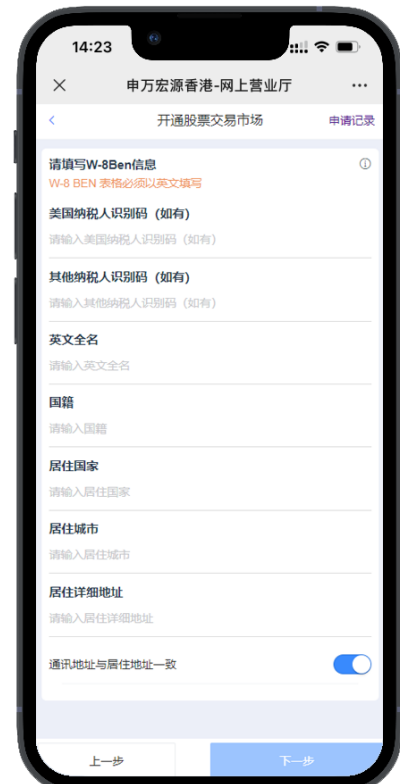 14:23
申万宏源香港-网上营业厅
开通股票交易市场
申请记录
请填写W-8Ben信息
W-8 BEN 表格必须以英文填写
美国纳税人识别码（如有）
请输入美国纳税人识别码（如有）
其他纳税人识别码（如有）
请输入其他纳税人识别码（如有）
英文全名
请输入英文全名
国籍
请输入国籍
居住国家
请输入居住国家
居住城市
请输入居住城市
居住详细地址
请输入居住详细地址
通讯地址与居住地址一致
上一步
下一步